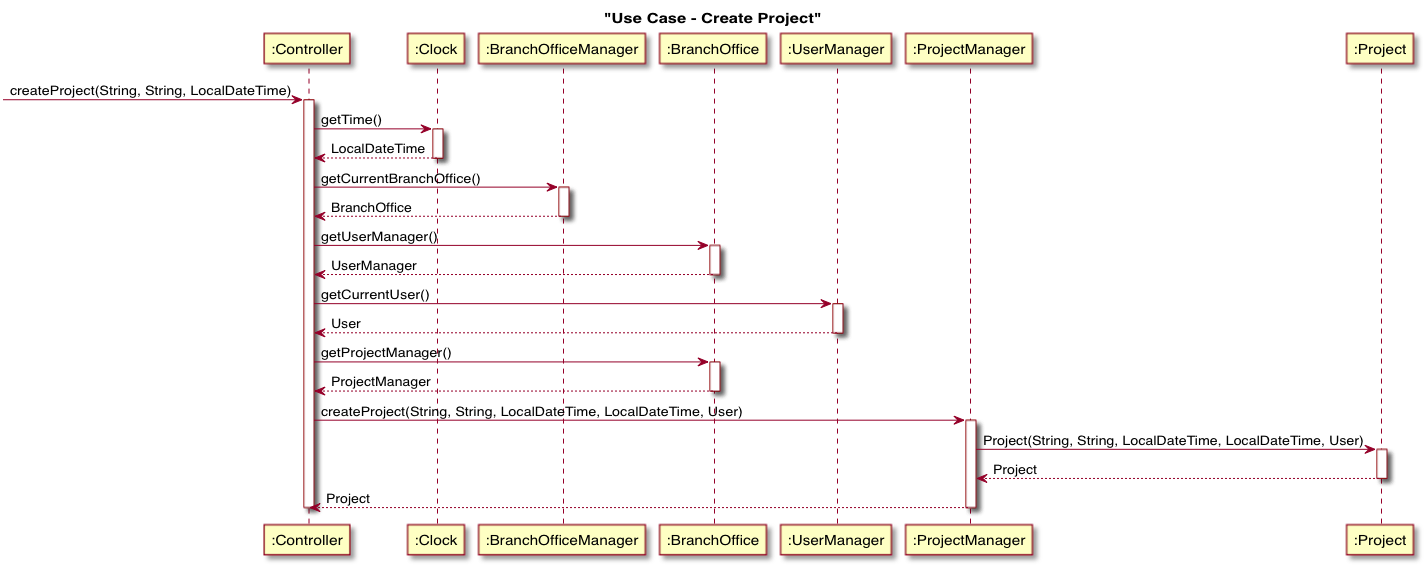 "Use Case - Create Project"
:Controller :Clock :BranchOfficeManager :BranchOffice :UserManager :ProjectManager :Project
createProject(String, String, LocalDateTime)
getTime()
LocalDateTime
getCurrentBranchOffice()
BranchOffice
getUserManager()
UserManager
getCurrentUser()
User
getProjectManager()
ProjectManager
createProject(String, String, LocalDateTime, LocalDateTime, User)
Project(String, String, LocalDateTime, LocalDateTime, User)
Project
Project
:Controller :Clock :BranchOfficeManager :BranchOffice :UserManager :ProjectManager :Project